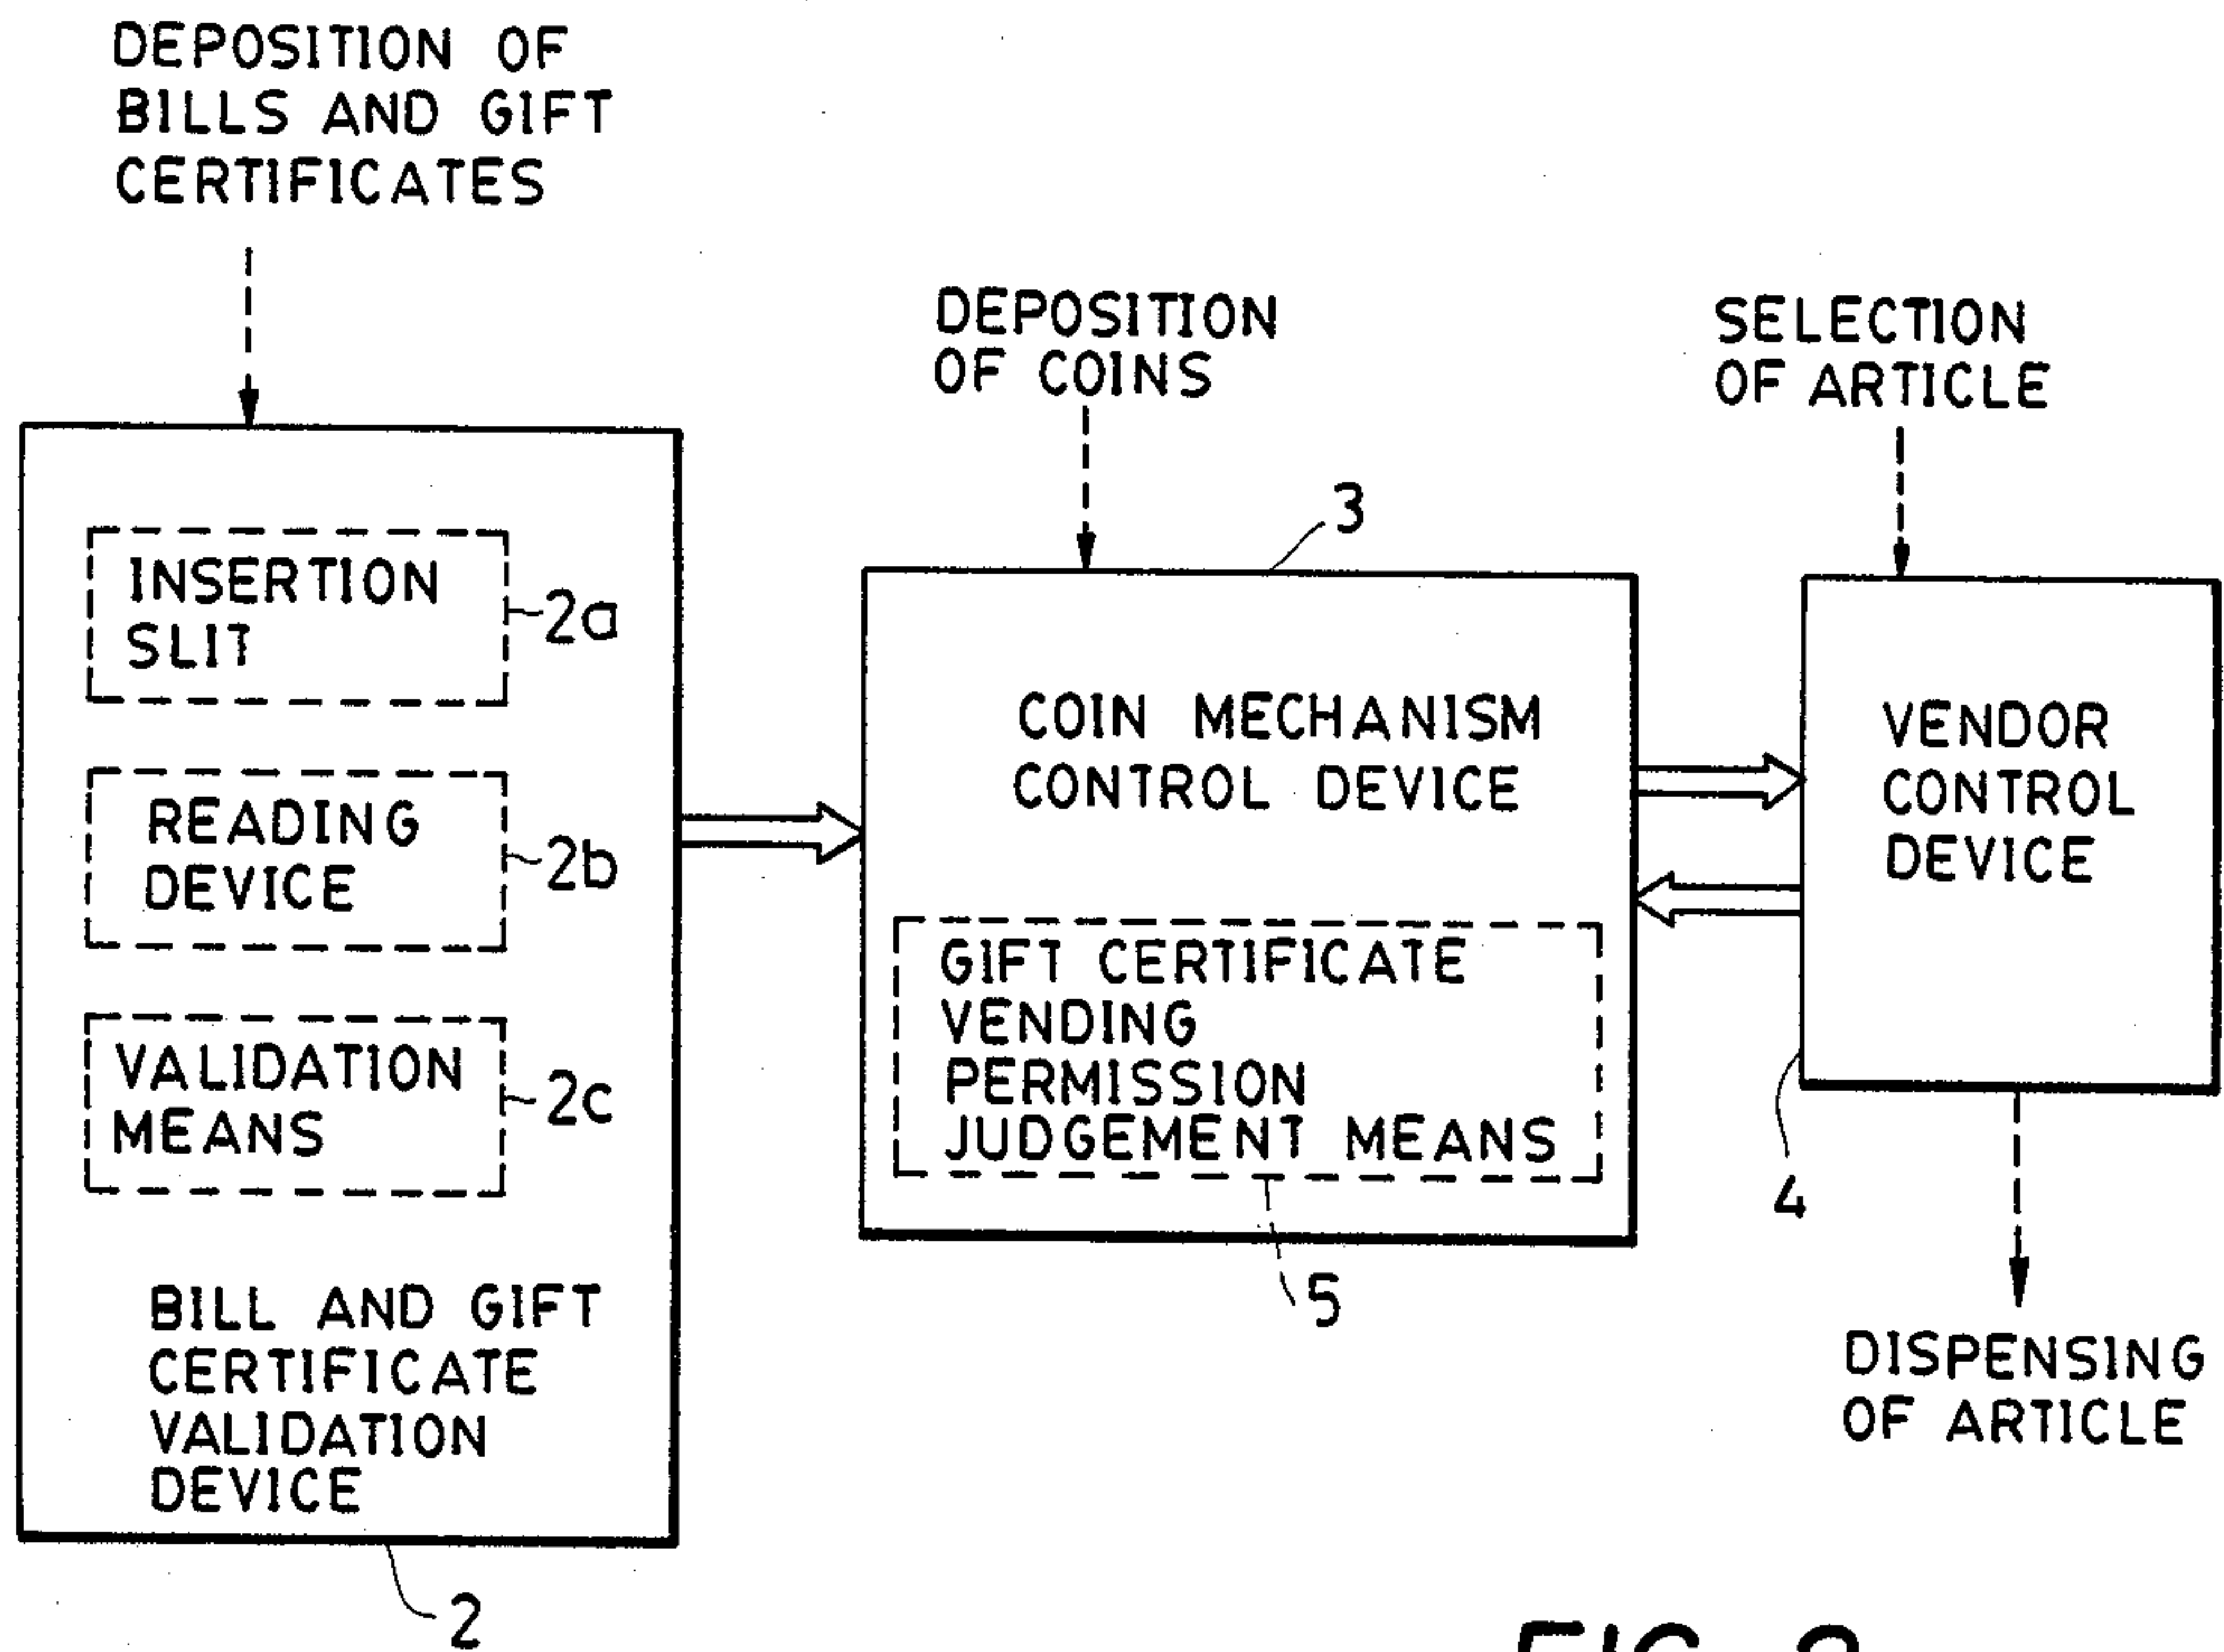 DEPOSITION OF
BILLS AND GIFT
CERTIFICATES
DEPOSITION
OF COINS
SELECTION
OF ARTICLE
3
INSERTION
SLIT
2a
READING
DEVICE
2b
VALIDATION
MEANS
2c
BILL AND GIFT
CERTIFICATE
VALIDATION
DEVICE
2
COIN MECHANISM
CONTROL DEVICE
GIFT CERTIFICATE
VENDING
PERMISSION
JUDGEMENT MEANS
5
VENDOR
CONTROL
DEVICE
4
DISPENSING
OF ARTICLE
FIG.